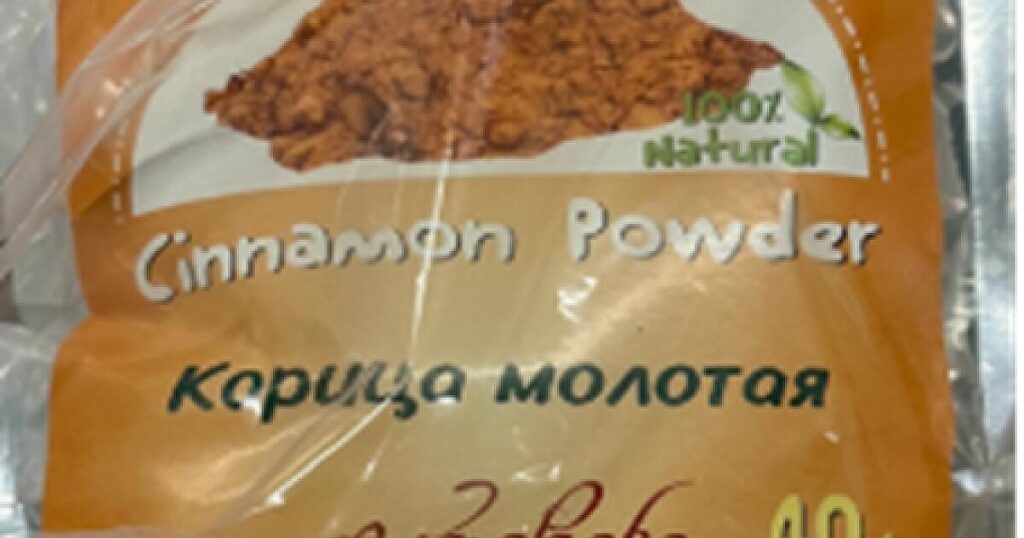 100%
Natural
Cinnamon Powder
Корица молотая